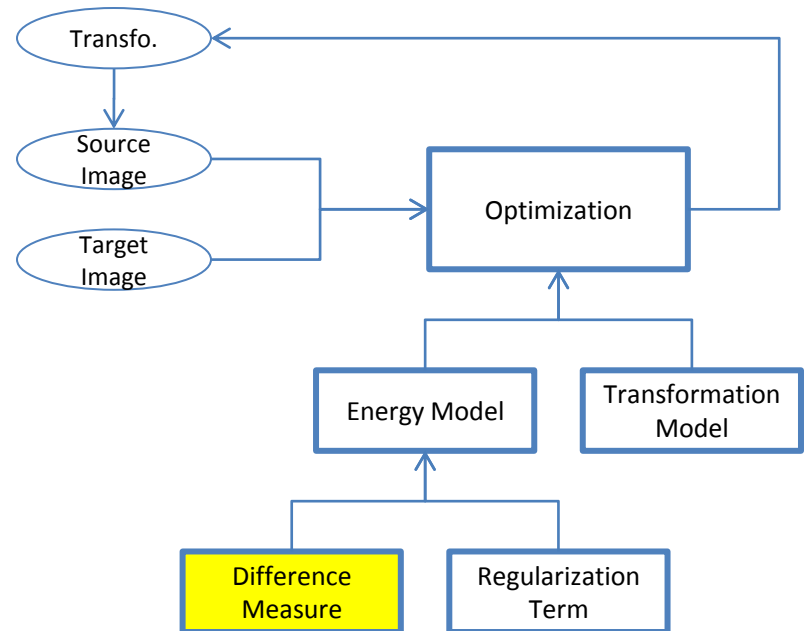 Transfo.
Source
Image
Target
Image
Optimization
Energy Model
Transformation
Model
Difference
Measure
Regularization
Term